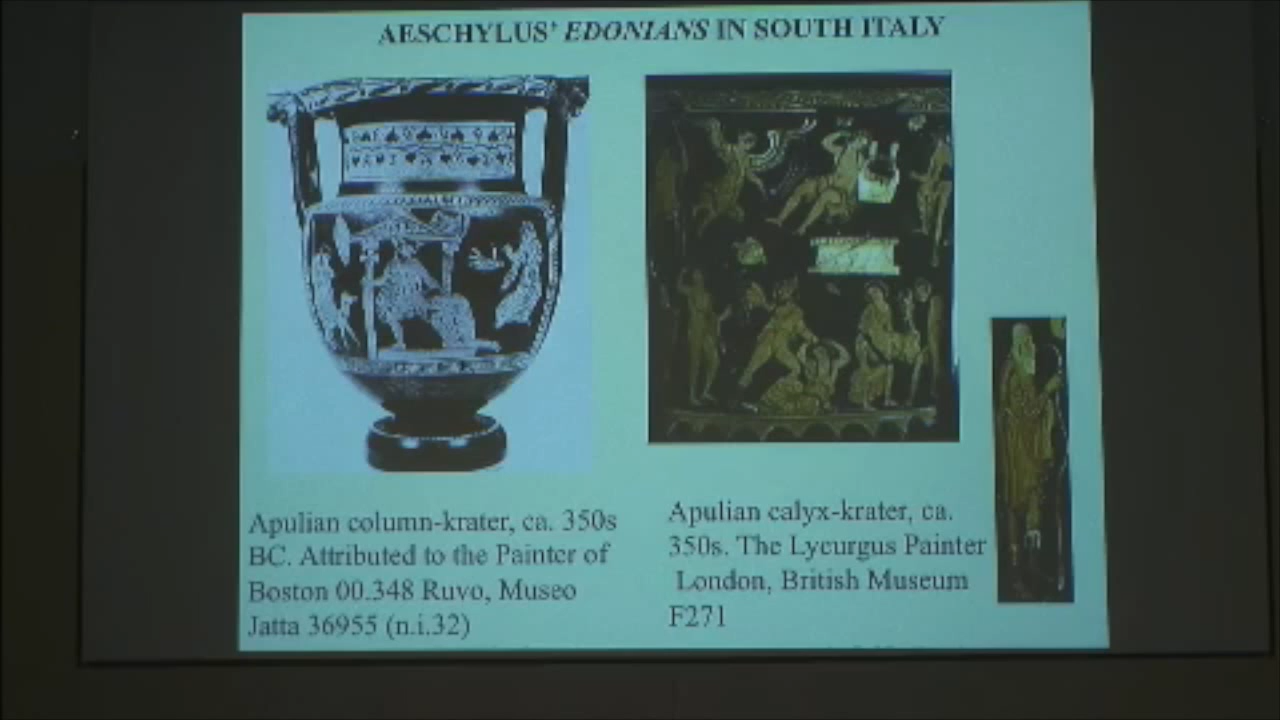 AESCHYLUS' EDONIANS IN SOUTH ITALY
Apulian column-krater, ca. 350s
BC. Attributed to the Painter of
Boston 00.348 Ruvo, Museo
Jatta 36955 (n.i.32)
Apulian calyx-krater, ca.
350s. The Lycurgus Painter
London, British Museum
F271